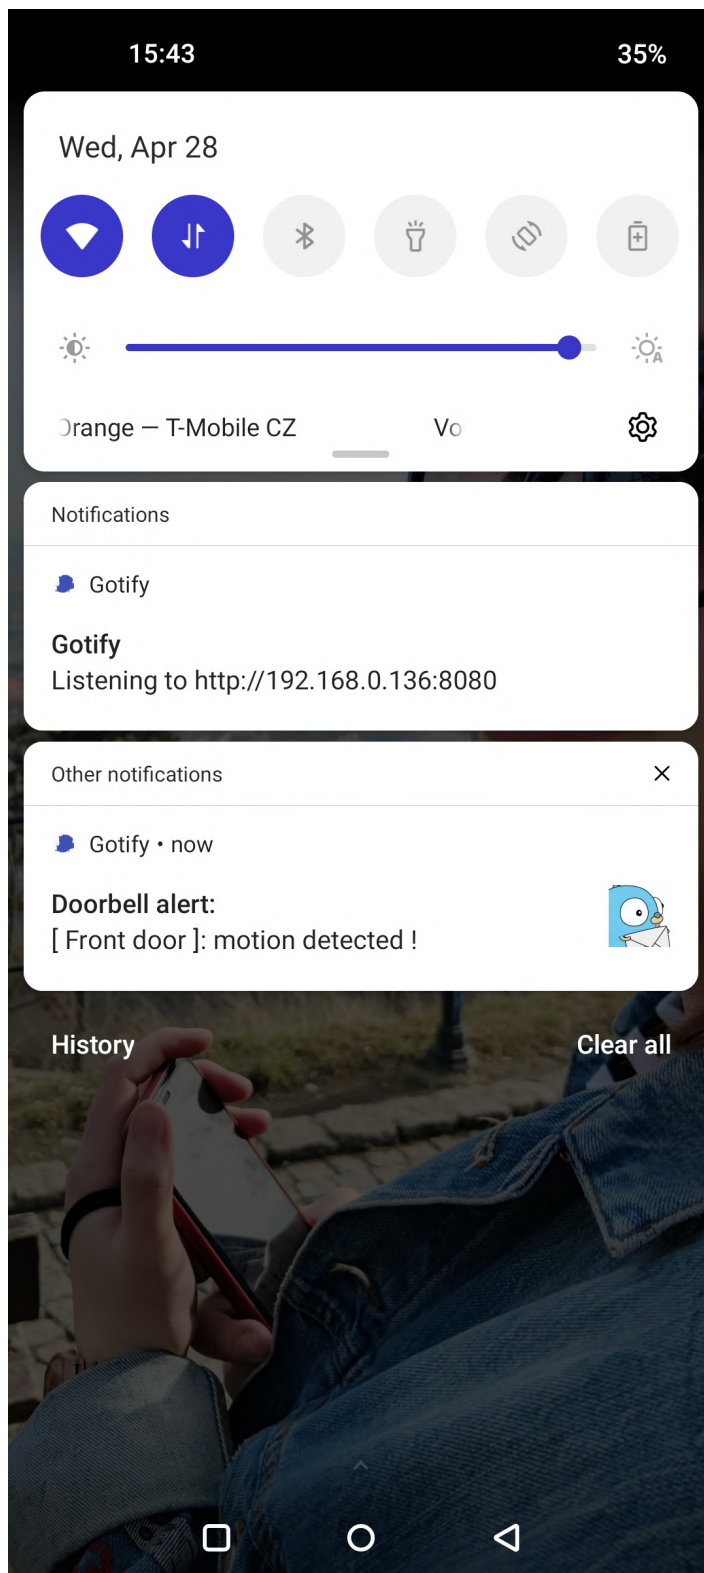 15:43 35%
Wed, Apr 28
Orange — T-Mobile CZ
Notifications
Gotify
Gotify
Listening to http://192.168.0.136:8080
Other notifications
Gotify • now
Doorbell alert:
[ Front door ]: motion detected !
History Clear all